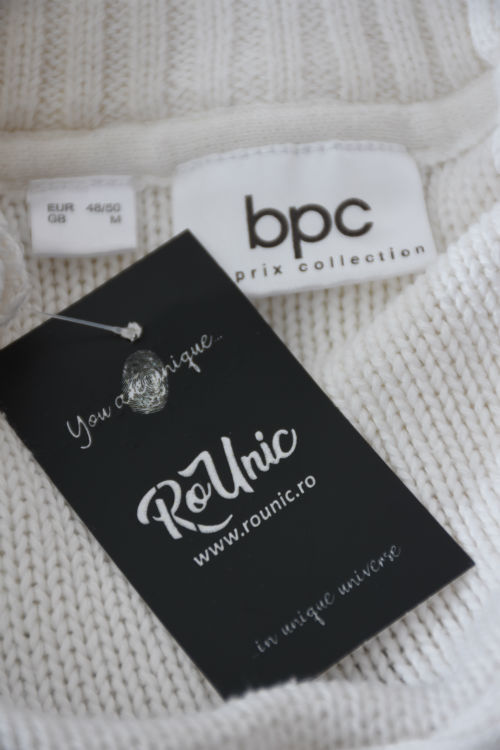 EUR 48/50
GB M
bpc
prix collection
You are unique...
RoUnic
www.rounic.ro
...in unique universe